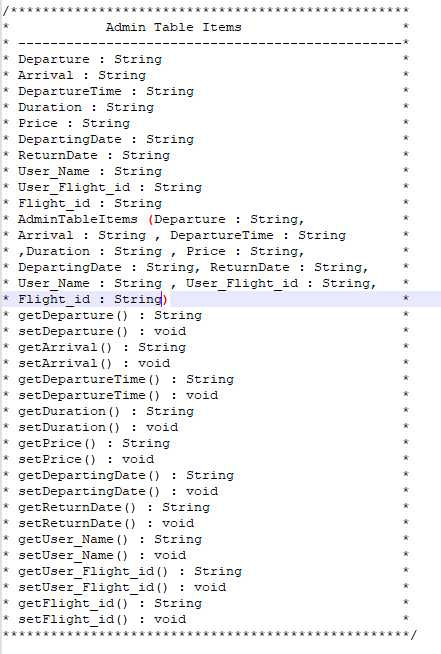 /**************************************************
*            Admin Table Items                    *
* ------------------------------------------------*
* Departure : String                              *
* Arrival : String                                *
* DepartureTime : String                          *
* Duration : String                               *
* Price : String                                  *
* DepartingDate : String                          *
* ReturnDate : String                             *
* User_Name : String                              *
* User_Flight_id : String                         *
* Flight_id : String                              *
* AdminTableItems (Departure : String,            *
* Arrival : String , DepartureTime : String       *
* ,Duration : String , Price : String,            *
* DepartingDate : String, ReturnDate : String,    *
* User_Name : String , User_Flight_id : String,   *
* Flight_id : String)                             *
* getDeparture() : String                         *
* setDeparture() : void                           *
* getArrival() : String                           *
* setArrival() : void                             *
* getDepartureTime() : String                     *
* setDepartureTime() : void                       *
* getDuration() : String                          *
* setDuration() : void                            *
* getPrice() : String                             *
* setPrice() : void                               *
* getDepartingDate() : String                     *
* setDepartingDate() : void                       *
* getReturnDate() : String                        *
* setReturnDate() : void                          *
* getUser_Name() : String                         *
* setUser_Name() : void                           *
* getUser_Flight_id() : String                    *
* setUser_Flight_id() : void                      *
* getFlight_id() : String                         *
* setFlight_id() : void                           *
***************************************************/